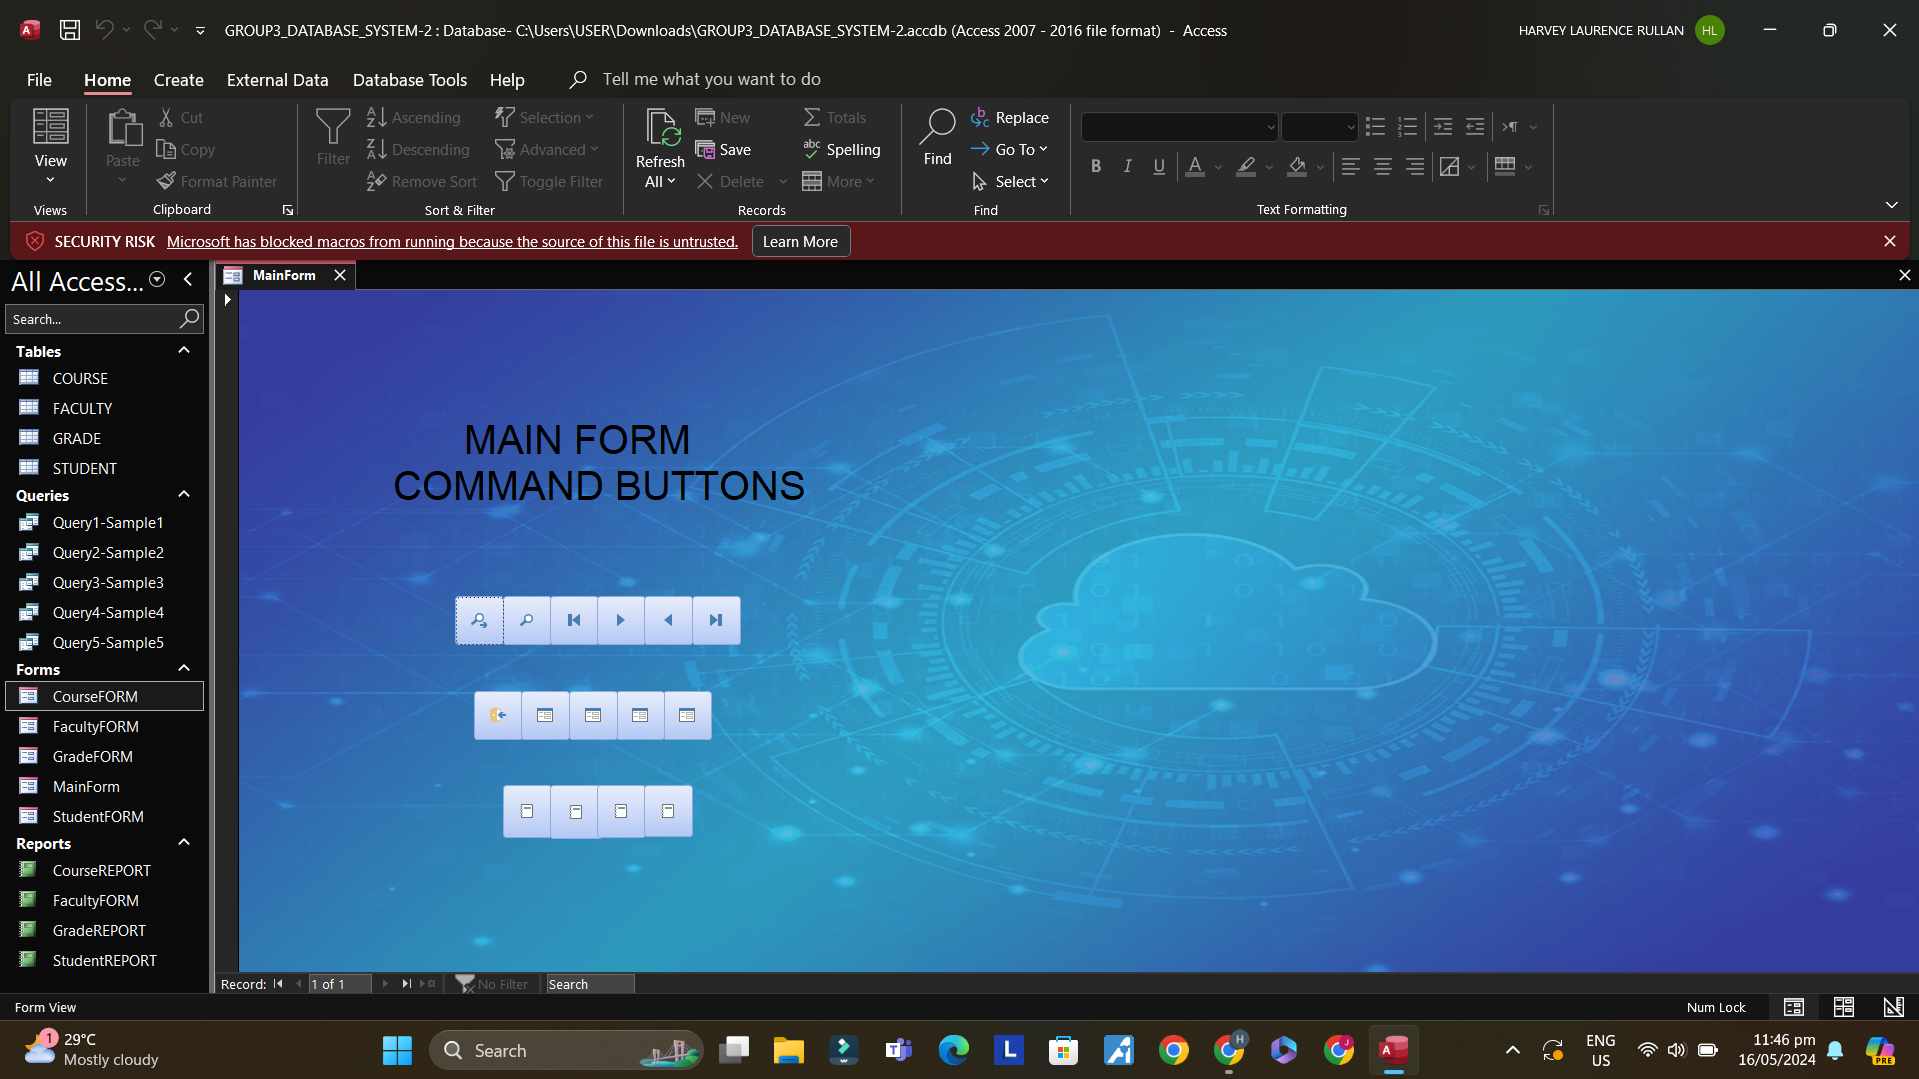 GROUP3_DATABASE_SYSTEM-2 : Database- C:\Users\USER\Downloads\GROUP3_DATABASE_SYSTEM-2.accdb (Access 2007 - 2016 file format)  -  Access
HARVEY LAURENCE RULLAN
HL
File
Home
Create
External Data
Database Tools
Help
Tell me what you want to do
View
Views
Paste
Cut
Copy
Format Painter
Clipboard
Filter
Ascending
Descending
Remove Sort
Selection
Advanced
Toggle Filter
Sort & Filter
Refresh
All
New
Save
Delete
Totals
Spelling
More
Records
Find
Replace
Go To
Select
Find
B I U
A
Text Formatting
SECURITY RISK Microsoft has blocked macros from running because the source of this file is untrusted. Learn More
All Access...
Search...
Tables
COURSE
FACULTY
GRADE
STUDENT
Queries
Query1-Sample1
Query2-Sample2
Query3-Sample3
Query4-Sample4
Query5-Sample5
Forms
CourseFORM
FacultyFORM
GradeFORM
MainForm
StudentFORM
Reports
CourseREPORT
FacultyFORM
GradeREPORT
StudentREPORT
MainForm
MAIN FORM
COMMAND BUTTONS
Record: 1 of 1 No Filter Search
Form View
Num Lock
1
29°C
Mostly cloudy
Search
ENG
US
11:46 pm
16/05/2024
PRE